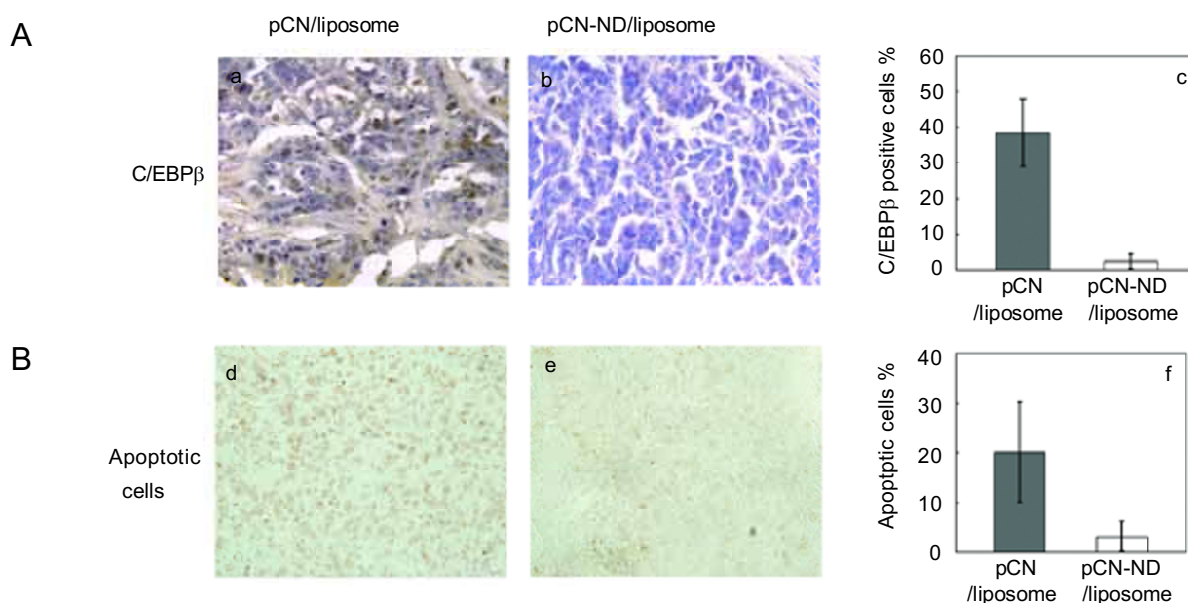 pCN/liposome
pCN-ND/liposome
A
a
b
C/EBPβ
C/EBPβ positive cells %
60
50
40
30
20
10
0
c
pCN
/liposome
pCN-ND
/liposome
B
d
e
Apoptotic
cells
Apoptptic cells %
40
30
20
10
0
f
pCN
/liposome
pCN-ND
/liposome